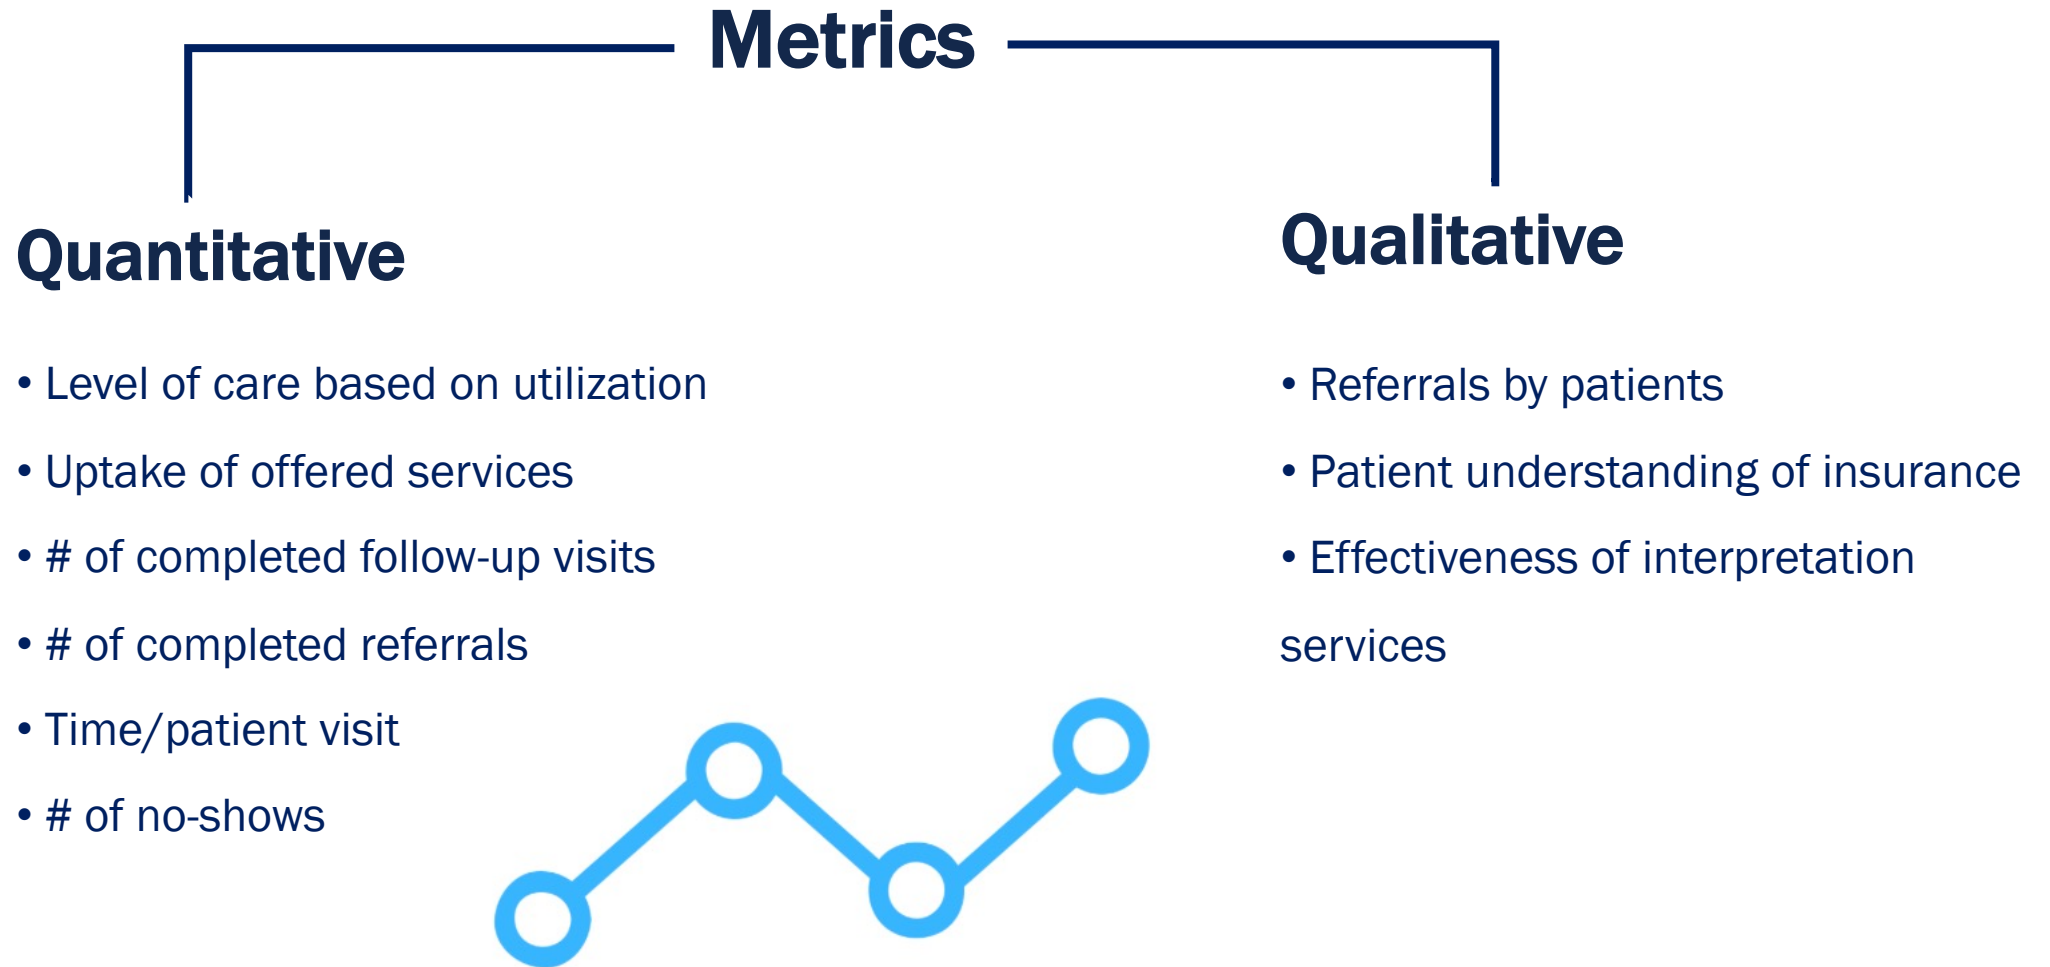 Metrics
Quantitative
• Level of care based on utilization
• Uptake of offered services
• # of completed follow-up visits
• # of completed referrals
• Time/patient visit
• # of no-shows
Qualitative
• Referrals by patients
• Patient understanding of insurance
• Effectiveness of interpretation
services